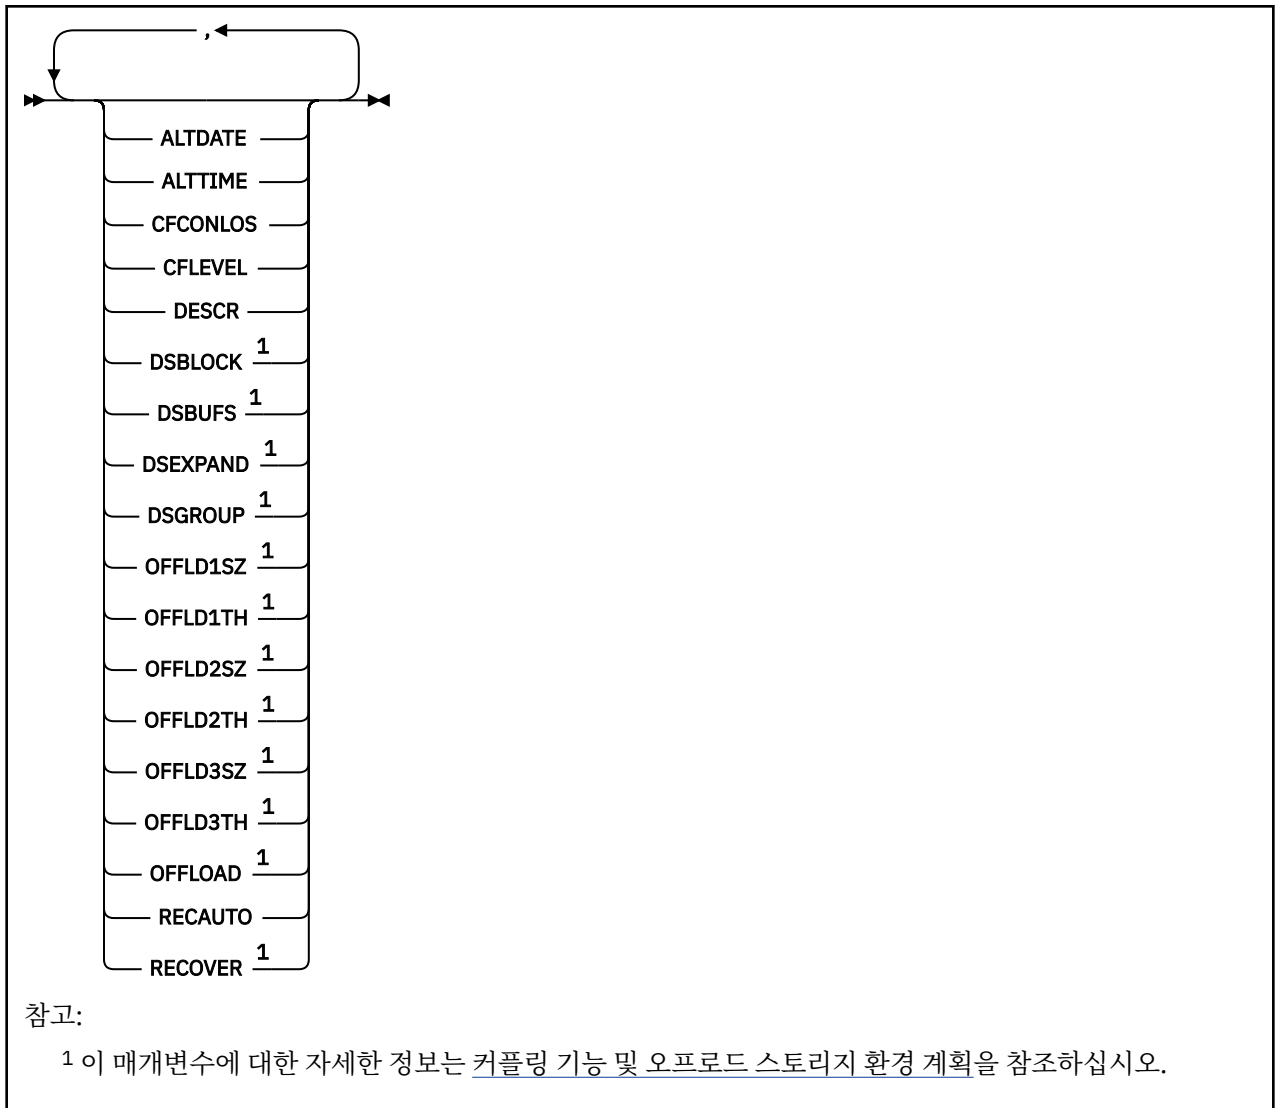 ,
ALTDATE
ALTTIME
CFCONLOS
CFLEVEL
DESCR
DSBLOCK 1
DSBUFS 1
DSEXPAND 1
DSGROUP 1
OFFLD1SZ 1
OFFLD1TH 1
OFFLD2SZ 1
OFFLD2TH 1
OFFLD3SZ 1
OFFLD3TH 1
OFFLOAD 1
RECAUTO
RECOVER 1
참고:
1 이 매개변수에 대한 자세한 정보는 커플링 기능 및 오프로드 스토리지 환경 계획을 참조하십시오.